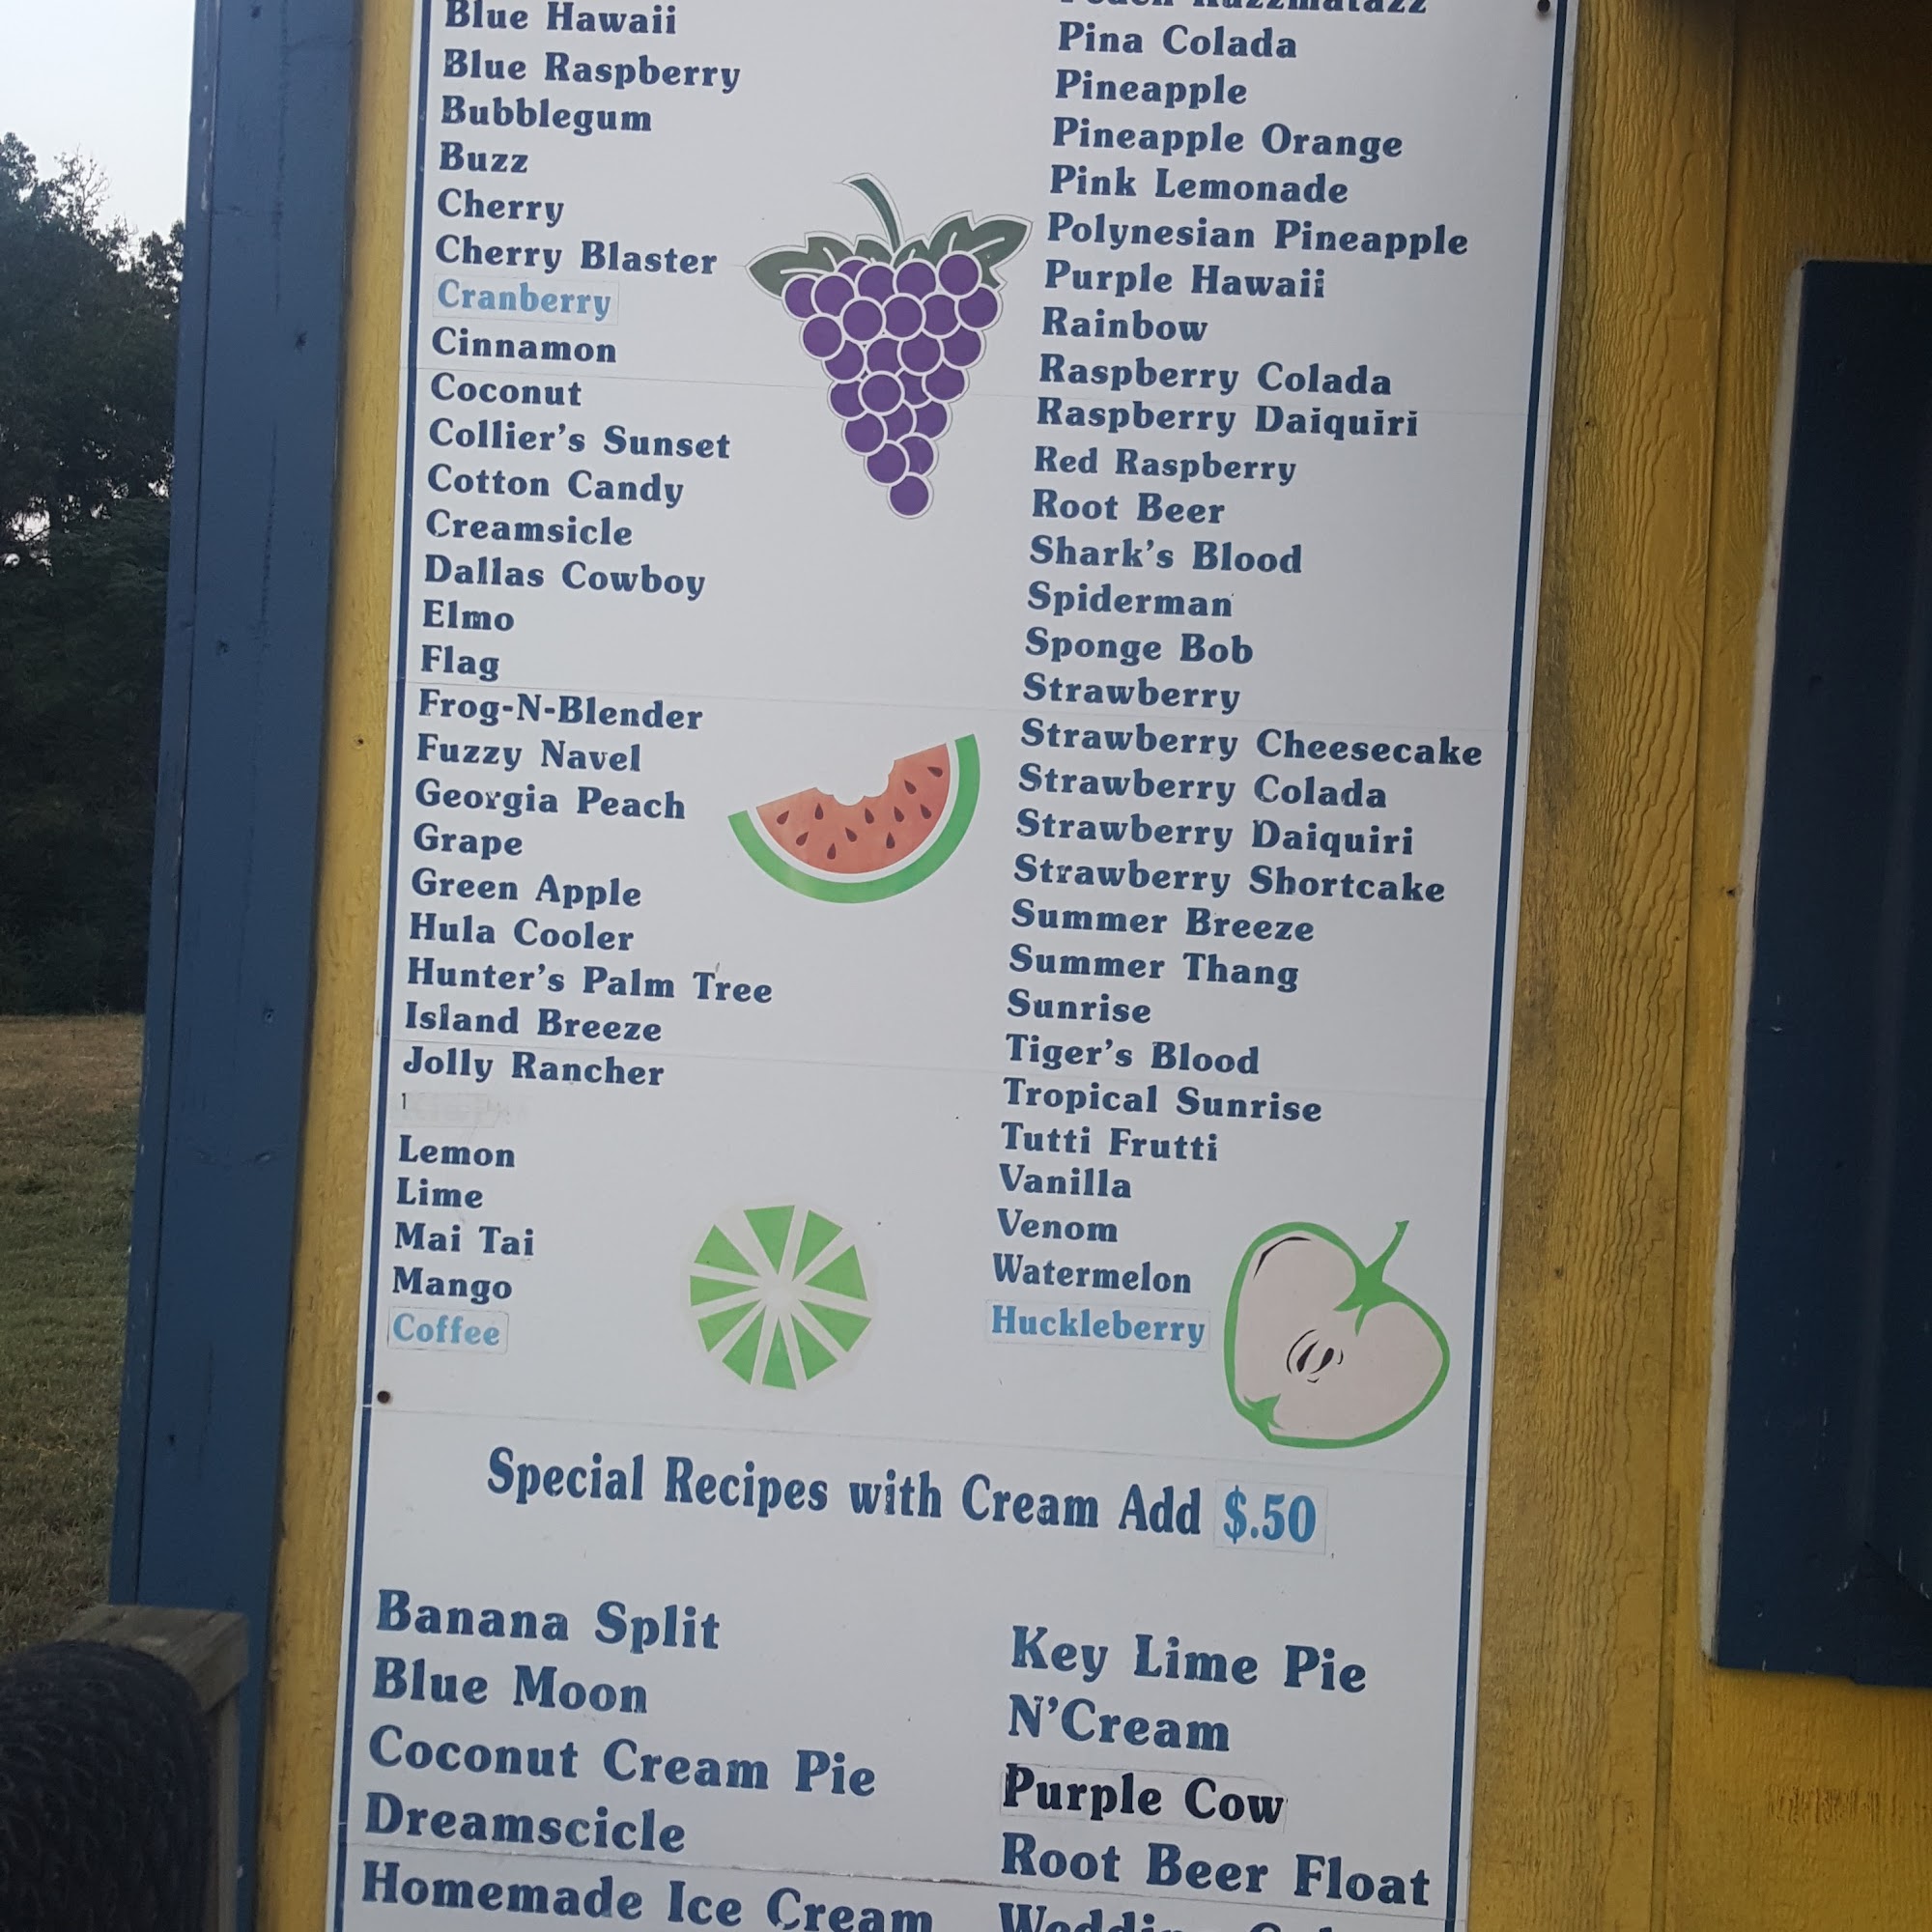 Blue Hawaii
Blue Raspberry
Bubblegum
Buzz
Cherry
Cherry Blaster
Cranberry
Cinnamon
Coconut
Collier's Sunset
Cotton Candy
Creamsicle
Dallas Cowboy
Elmo
Flag
Frog-N-Blender
Fuzzy Navel
Georgia Peach
Grape
Green Apple
Hula Cooler
Hunter's Palm Tree
Island Breeze
Jolly Rancher
Lemon
Lime
Mai Tai
Mango
Coffee
Pina Colada
Pineapple
Pineapple Orange
Pink Lemonade
Polynesian Pineapple
Purple Hawaii
Rainbow
Raspberry Colada
Raspberry Daiquiri
Red Raspberry
Root Beer
Shark's Blood
Spiderman
Sponge Bob
Strawberry
Strawberry Cheesecake
Strawberry Colada
Strawberry Daiquiri
Strawberry Shortcake
Summer Breeze
Summer Thang
Sunrise
Tiger's Blood
Tropical Sunrise
Tutti Frutti
Vanilla
Venom
Watermelon
Huckleberry
Special Recipes with Cream Add $.50
Banana Split
Blue Moon
Coconut Cream Pie
Dreamscicle
Homemade Ice Cream
Key Lime Pie
N'Cream
Purple Cow
Root Beer Float